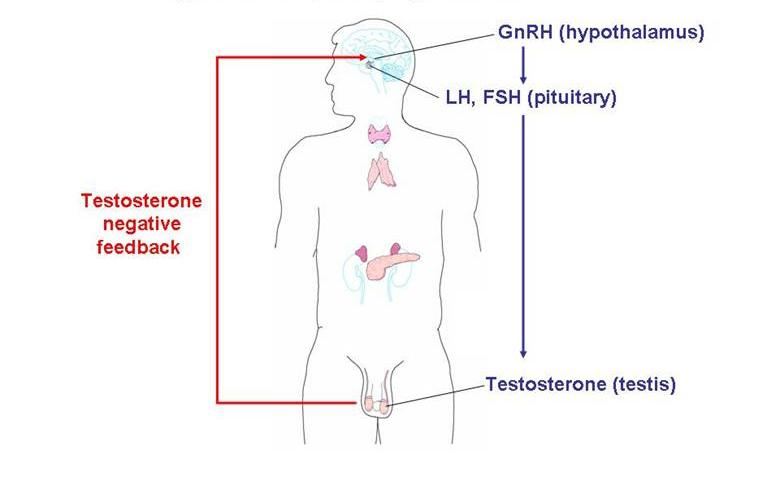 GnRH (hypothalamus)
LH, FSH (pituitary)
Testosterone
negative
feedback
Testosterone (testis)